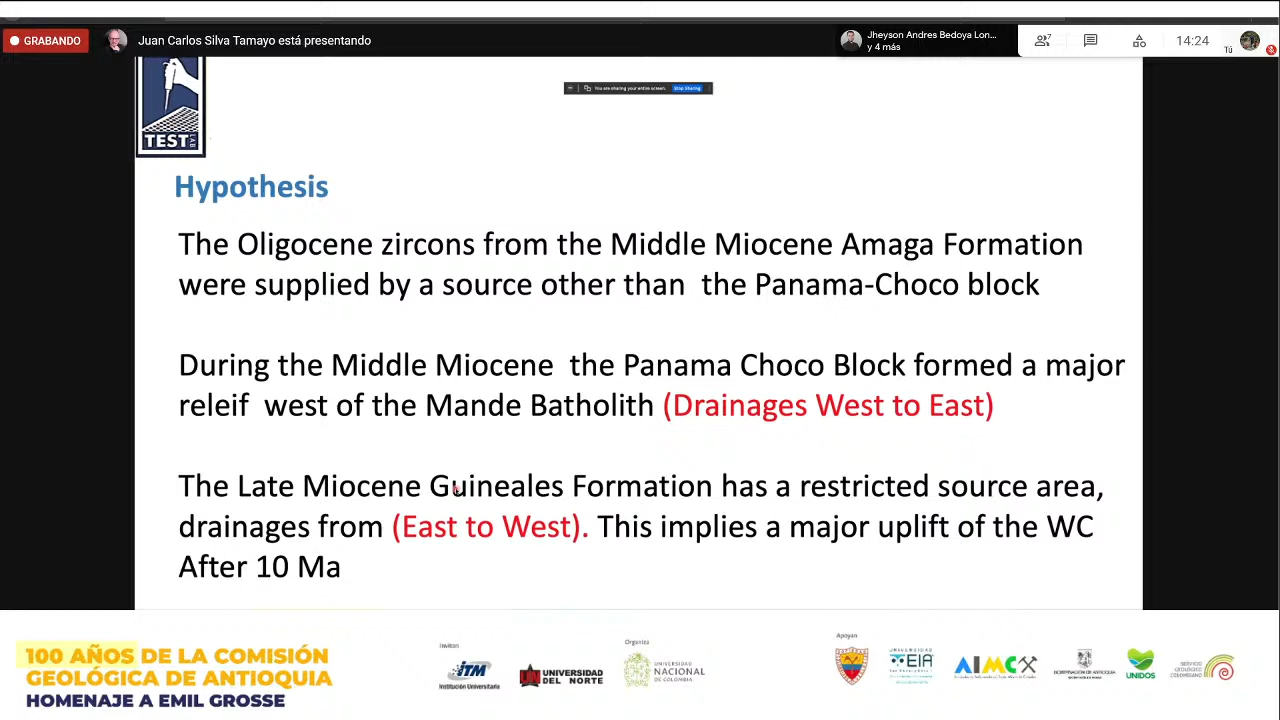 GRABANDO
Juan Carlos Silva Tamayo está presentando
Jheyson Andres Bedoya Lon...
y 4 más
7
14:24
Tú
You are sharing your entire screen.
Stop Sharing
TEST
LAB
Hypothesis
The Oligocene zircons from the Middle Miocene Amaga Formation
were supplied by a source other than the Panama-Choco block
During the Middle Miocene the Panama Choco Block formed a major
releif west of the Mande Batholith (Drainages West to East)
The Late Miocene Guineales Formation has a restricted source area,
drainages from (East to West). This implies a major uplift of the WC
After 10 Ma
100 AÑOS DE LA COMISIÓN
GEOLÓGICA DE ANTIOQUI
HOMENAJE A EMIL GROSSE
Invitan
iTM
Institución Universitaria
UNIVERSIDAD
DEL NORTE
Organiza
UNIVERSIDAD
NACIONAL
DE COLOMBIA
Apoyan
UNIVERSIDAD
EIA
AIMC
GOBERNACIÓN DE ANTIOQUIA
UNIDOS
SERVICIO
GEOLÓGICO
COLOMBIANO